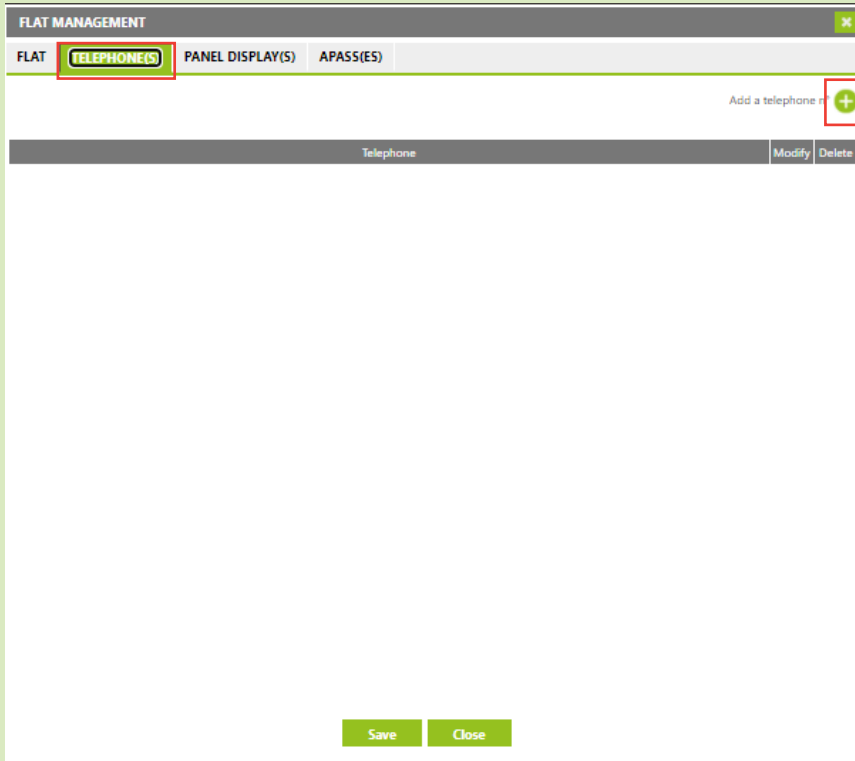 FLAT MANAGEMENT
FLAT TELEPHONE(S) PANEL DISPLAY(S) APASS(ES)
Add a telephone n°
Telephone Modify Delete
Save Close